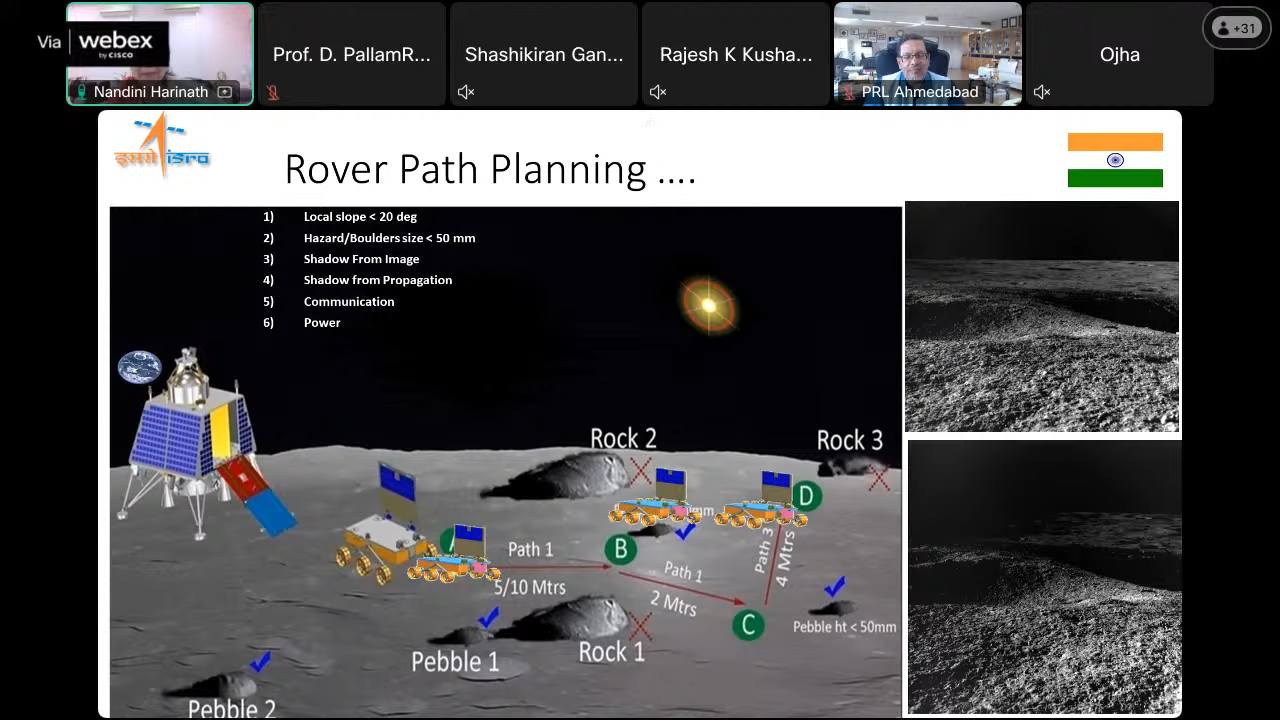 Via webex
by CISCO
Nandini Harinath
Prof. D. PallamR...
Shashikiran Gan...
Rajesh K Kusha...
PRL Ahmedabad
Ojha
+31
इसरो isro
Rover Path Planning ....
1) Local slope < 20 deg
2) Hazard/Boulders size < 50 mm
3) Shadow From Image
4) Shadow from Propagation
5) Communication
6) Power
Rock 2
Rock 3
D
mm
B
Path 1
5/10 Mtrs
Path 1
2 Mtrs
Path 3
4 Mtrs
C
Pebble ht < 50mm
Pebble 1
Rock 1
Pebble 2